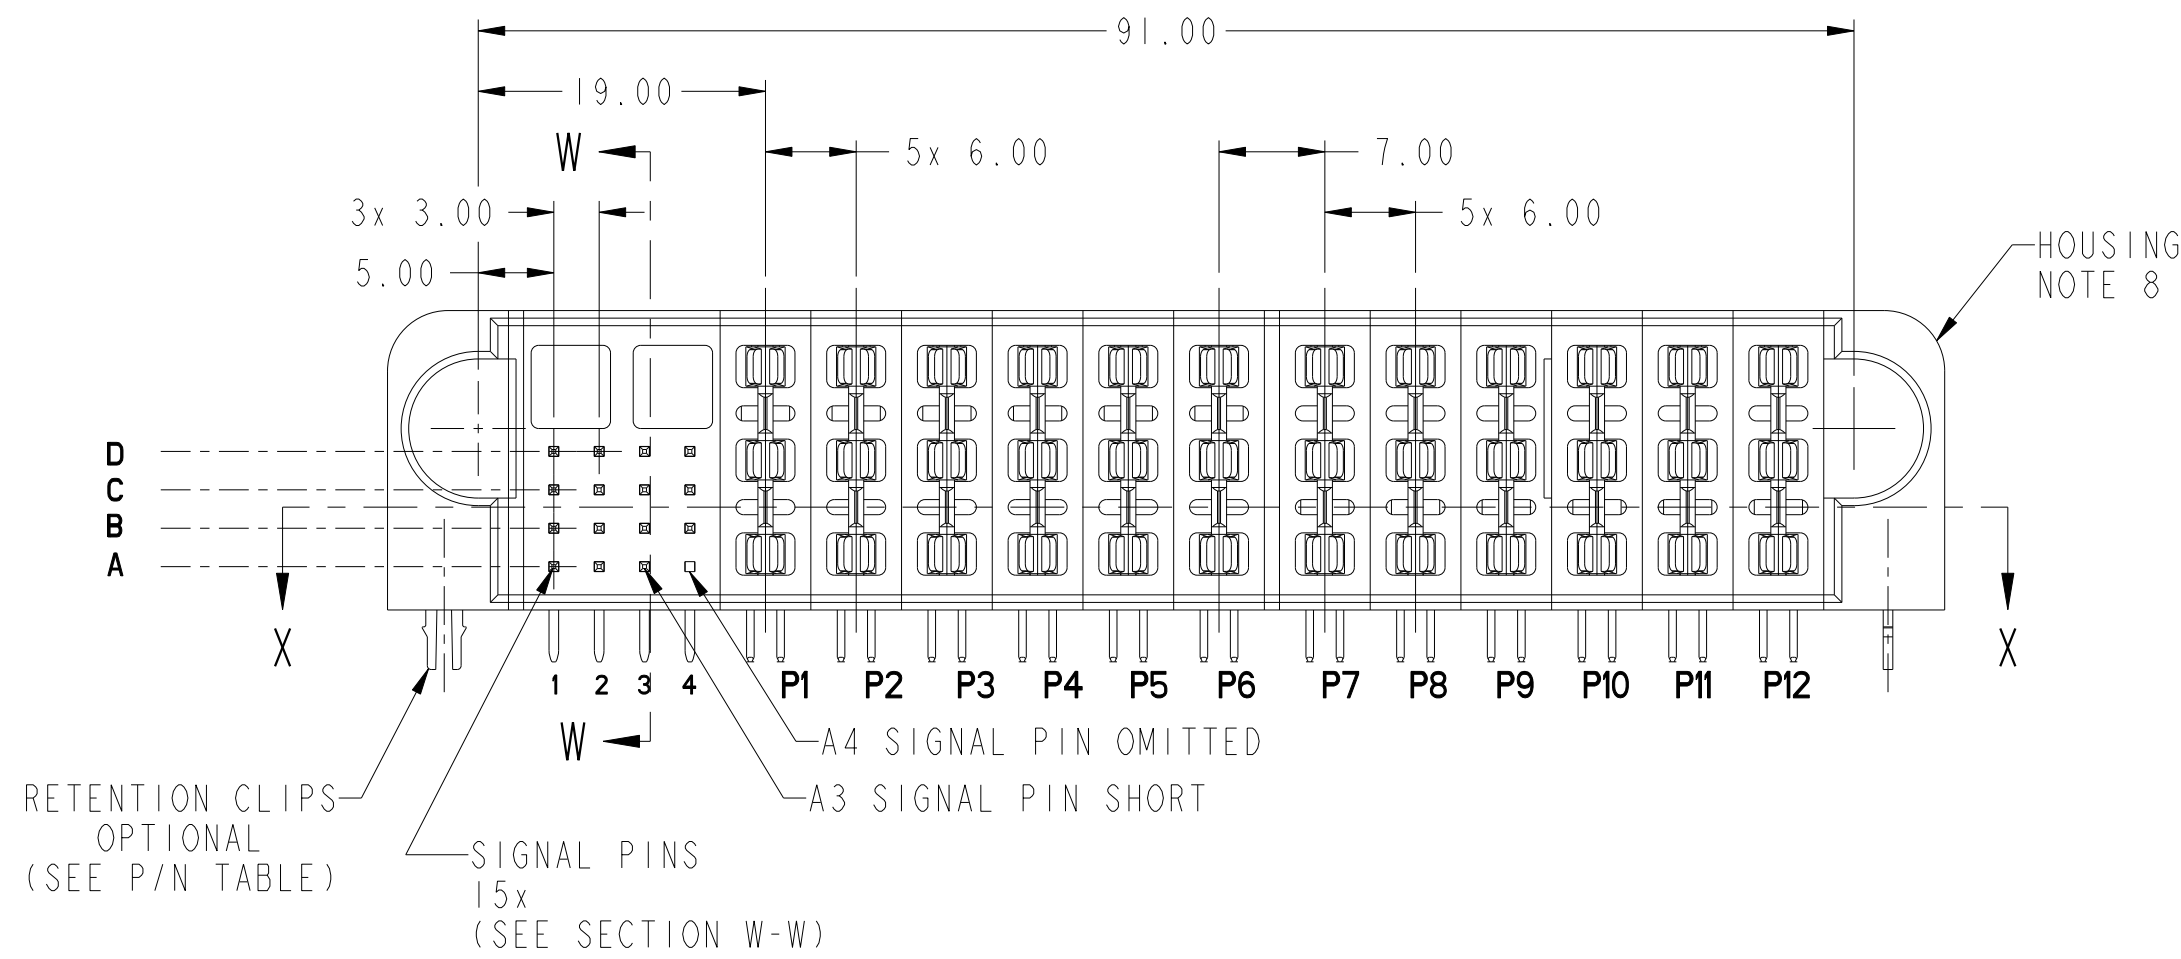 91.00
19.00
W
5x 6.00
7.00
3x 3.00
5x 6.00
5.00
HOUSING
NOTE 8
D
C
B
A
X
X
1 2 3 4 P1 P2 P3 P4 P5 P6 P7 P8 P9 P10 P11 P12
W
A4 SIGNAL PIN OMITTED
A3 SIGNAL PIN SHORT
RETENTION CLIPS
OPTIONAL
(SEE P/N TABLE)
SIGNAL PINS
15x
(SEE SECTION W-W)